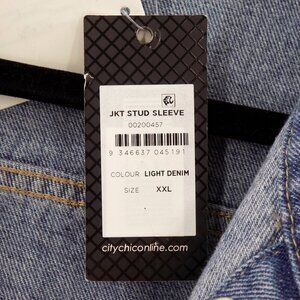 JKT STUD SLEEVE
00200457
9 346637 045191
COLOUR LIGHT DENIM
SIZE XXL
citychiconline.com